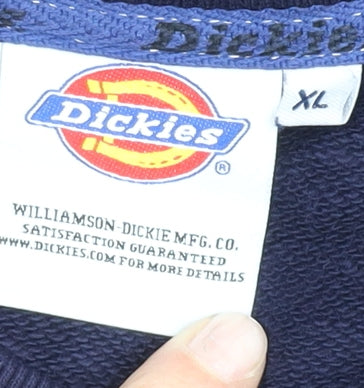 Dickies
XL
Dickies
®
WILLIAMSON-DICKIE MFG. CO.
SATISFACTION GUARANTEED
WWW.DICKIES.COM FOR MORE DETAILS